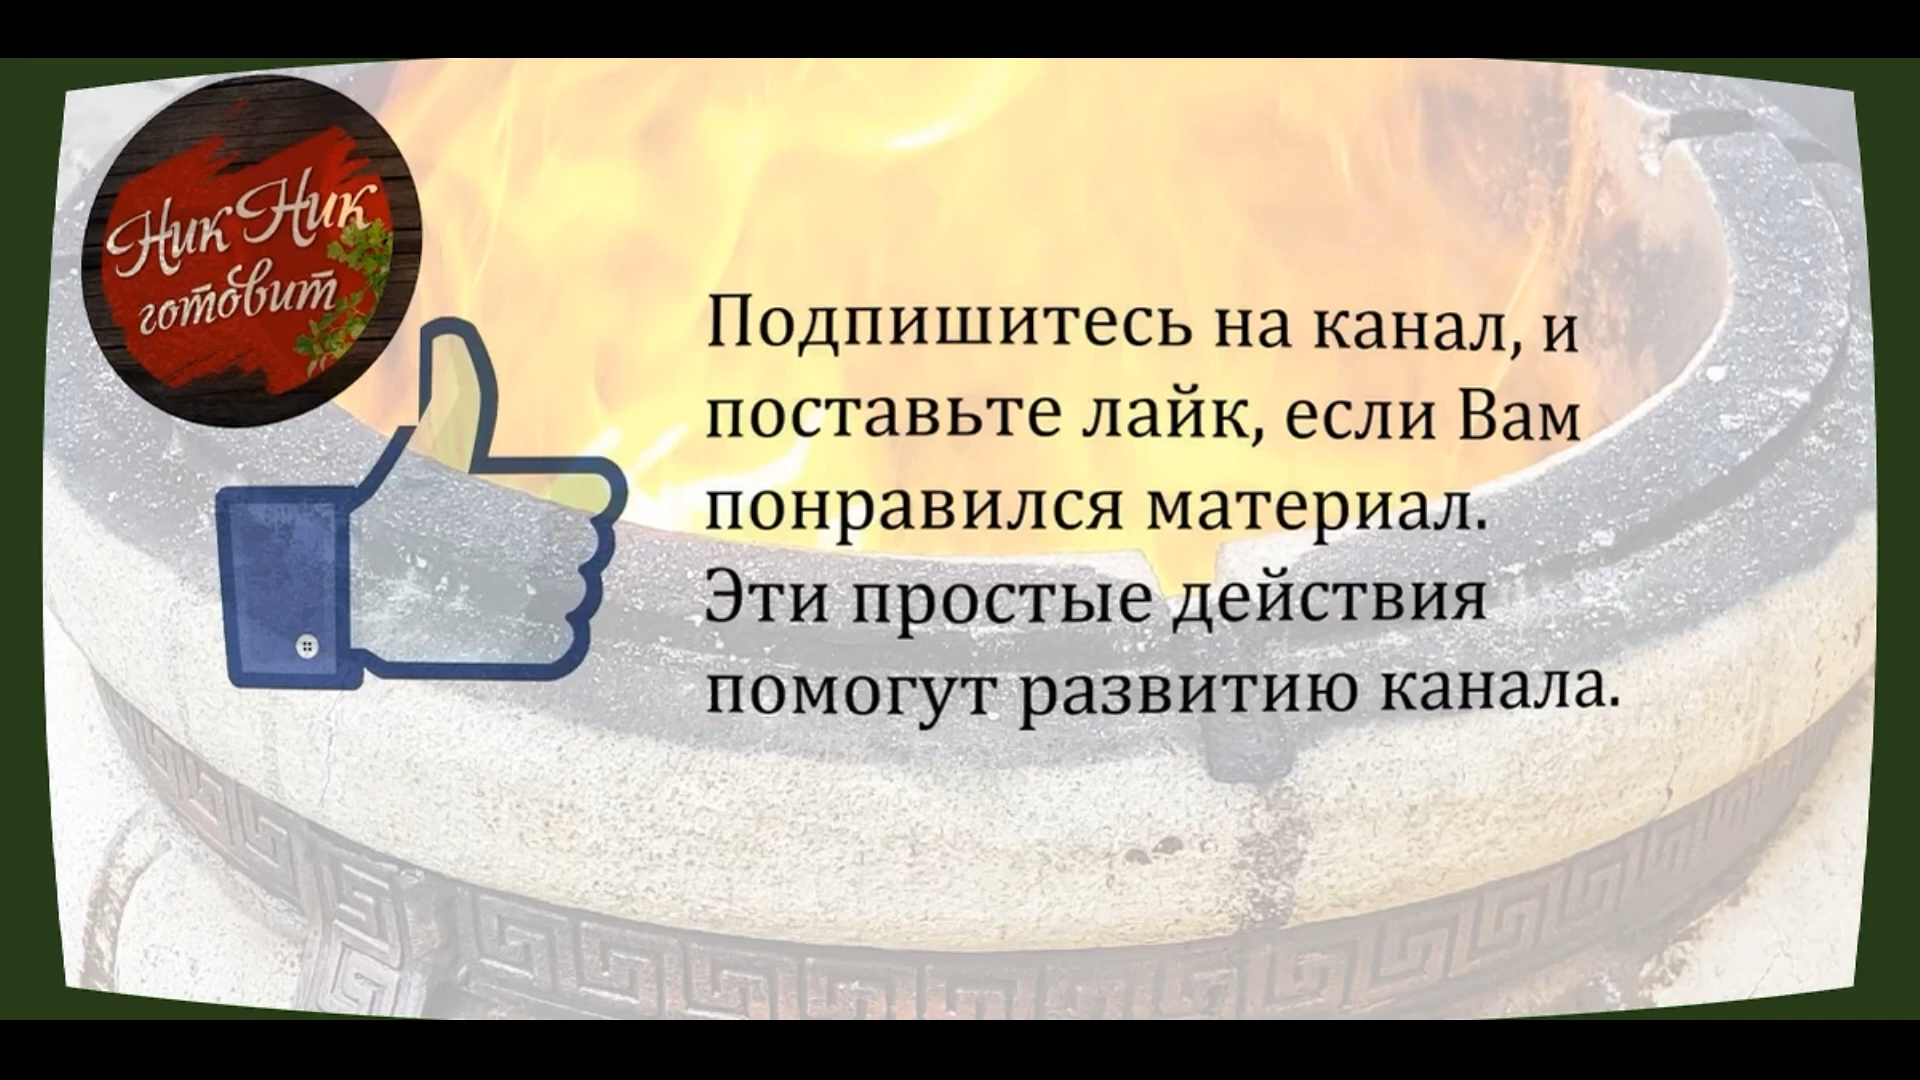 Ник Ник
готовит
Подпишитесь на канал, и
поставьте лайк, если Вам
понравился материал.
Эти простые действия
помогут развитию канала.